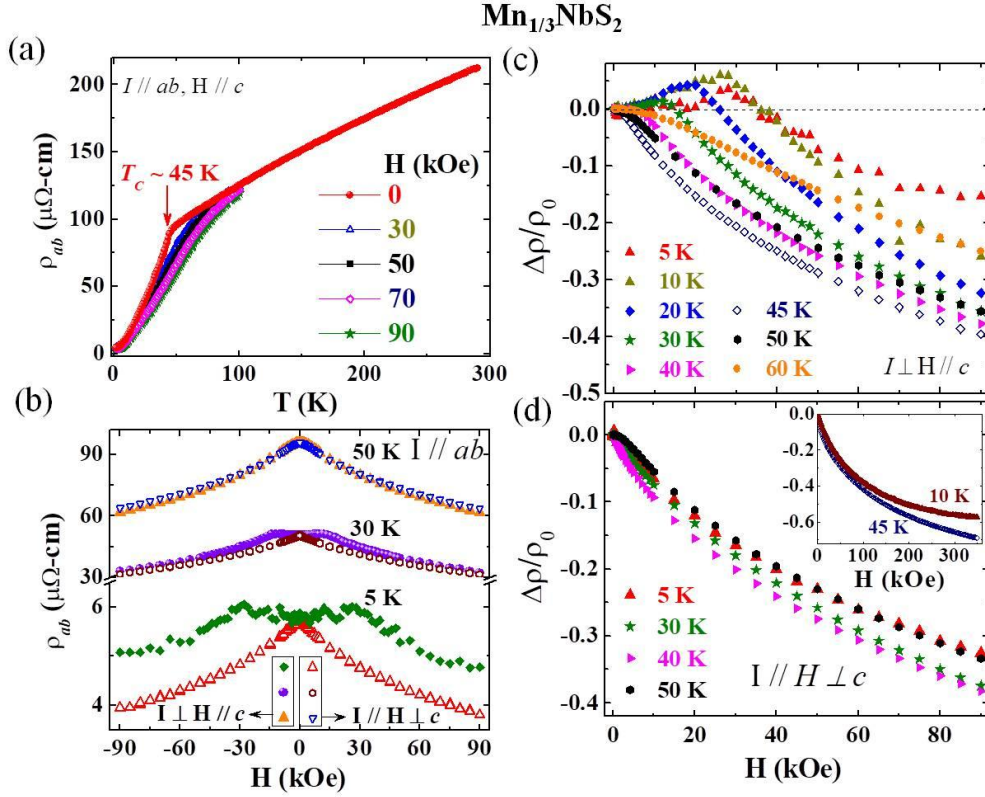 Mn1/3NbS2
(a)
I // ab, H // c
TC ~ 45 K
H (kOe)
0
30
50
70
90
ρab (μΩ-cm)
200
150
100
50
0
0
100
200
300
T (K)
(b)
50 K
I // ab
30 K
5 K
I ⊥ H // c
I // H ⊥ c
ρab (μΩ-cm)
90
60
30
6
4
-90
-60
-30
0
30
60
90
H (kOe)
(c)
Δρ/ρ0
0.0
-0.1
-0.2
-0.3
-0.4
-0.5
5 K
10 K
20 K
30 K
40 K
45 K
50 K
60 K
I ⊥ H // c
(d)
Δρ/ρ0
0.0
-0.1
-0.2
-0.3
-0.4
5 K
30 K
40 K
50 K
I // H ⊥ c
0.0
-0.2
-0.4
-0.6
10 K
45 K
0
100
200
300
H (kOe)
0
20
40
60
80
H (kOe)